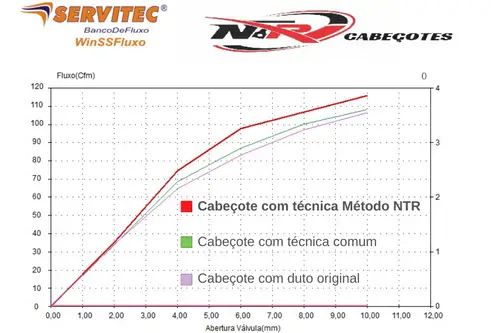 SERVITEC®
BancoDeFluxo
WinSSFluxo
NR CABEÇOTES
Fluxo(Cfm)
()
120
110
100
90
80
70
60
50
40
30
20
10
0
4
3
2
1
0
Cabeçote com técnica Método NTR
Cabeçote com técnica comum
Cabeçote com duto original
0,00 1,00 2,00 3,00 4,00 5,00 6,00 7,00 8,00 9,00 10,00 11,00 12,00
Abertura Válvula(mm)